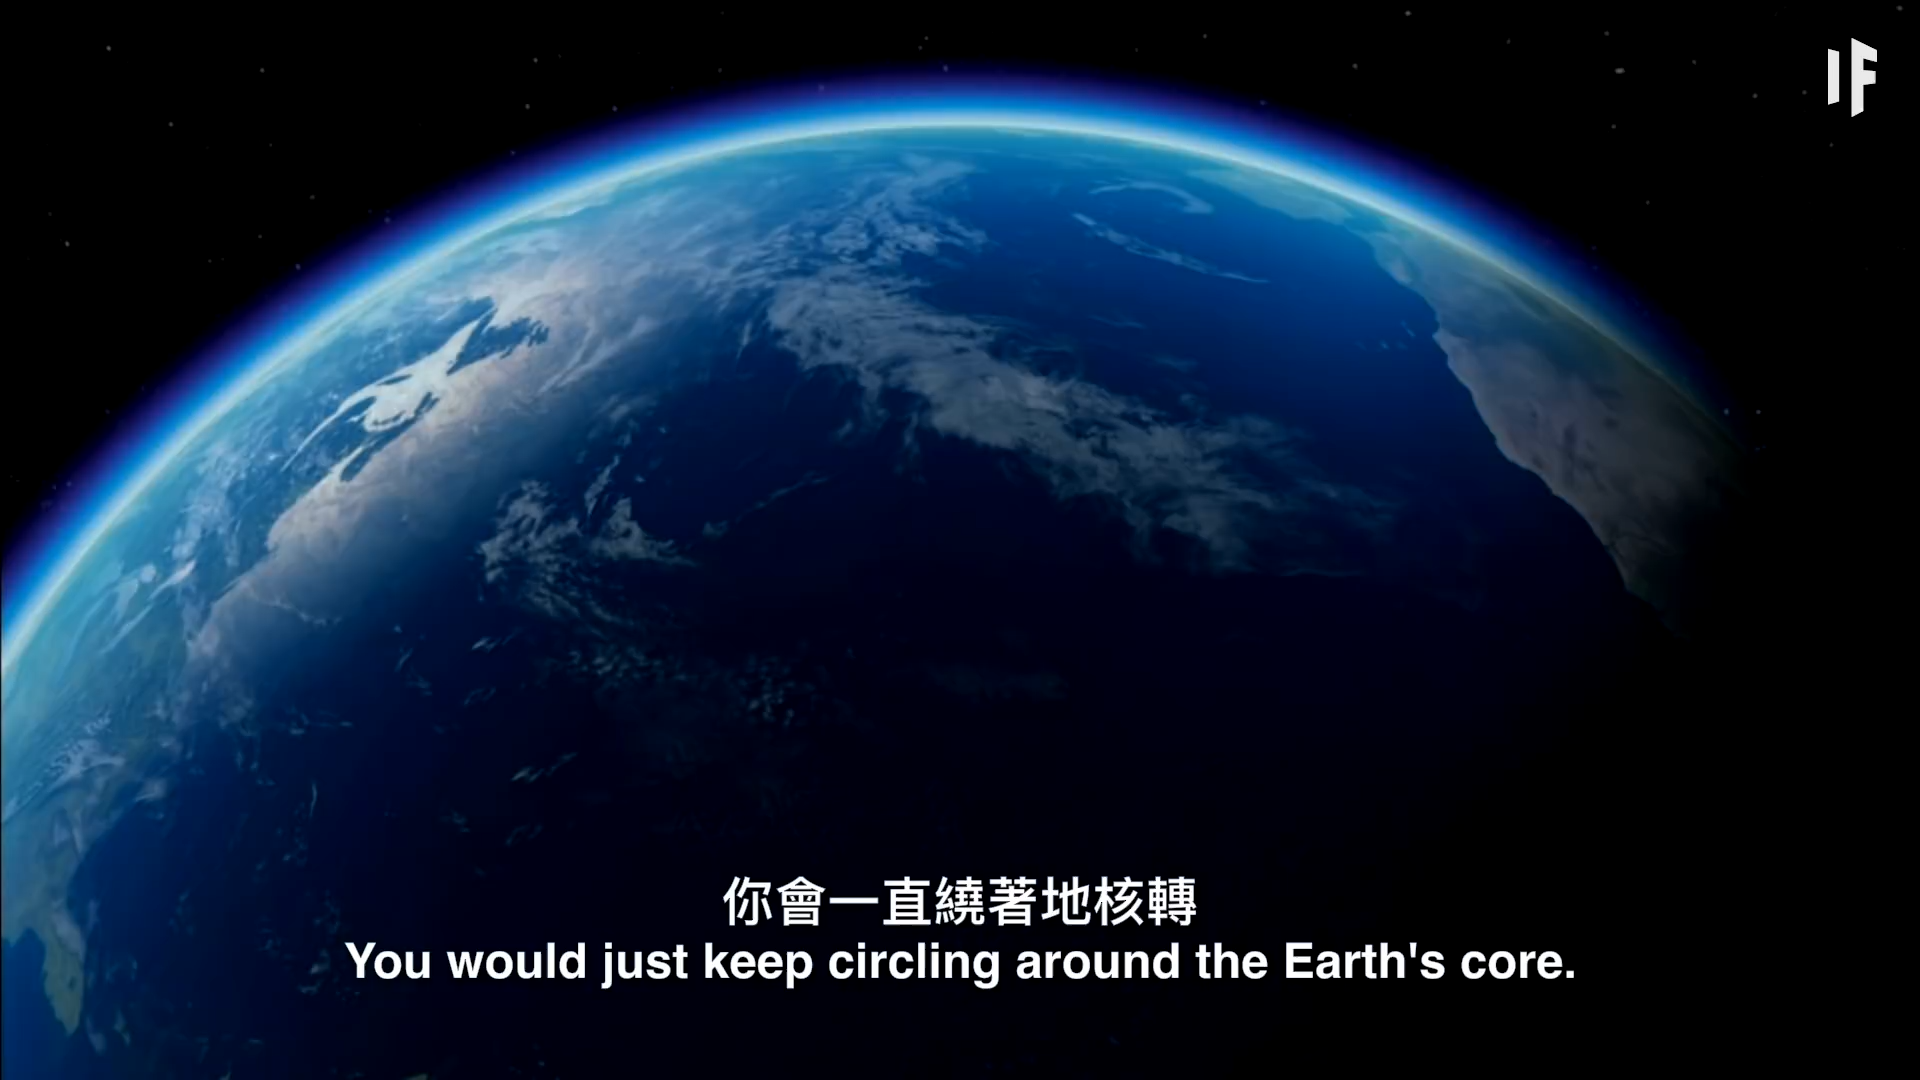 IF
你會一直繞著地核轉
You would just keep circling around the Earth's core.